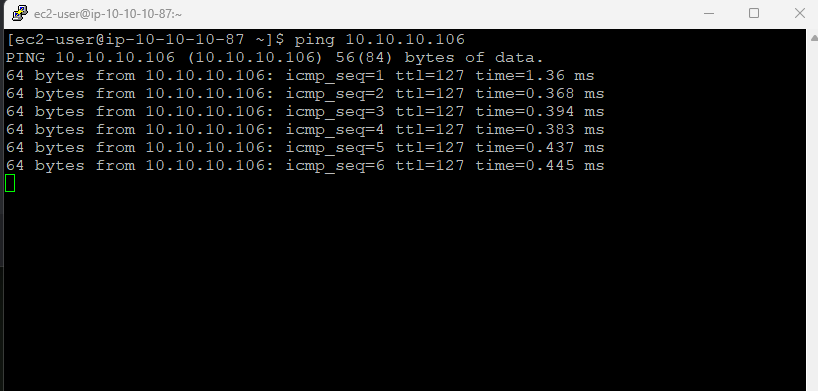 ec2-user@ip-10-10-10-87:~
[ec2-user@ip-10-10-10-87 ~]$ ping 10.10.10.106
PING 10.10.10.106 (10.10.10.106) 56(84) bytes of data.
64 bytes from 10.10.10.106: icmp_seq=1 ttl=127 time=1.36 ms
64 bytes from 10.10.10.106: icmp_seq=2 ttl=127 time=0.368 ms
64 bytes from 10.10.10.106: icmp_seq=3 ttl=127 time=0.394 ms
64 bytes from 10.10.10.106: icmp_seq=4 ttl=127 time=0.383 ms
64 bytes from 10.10.10.106: icmp_seq=5 ttl=127 time=0.437 ms
64 bytes from 10.10.10.106: icmp_seq=6 ttl=127 time=0.445 ms